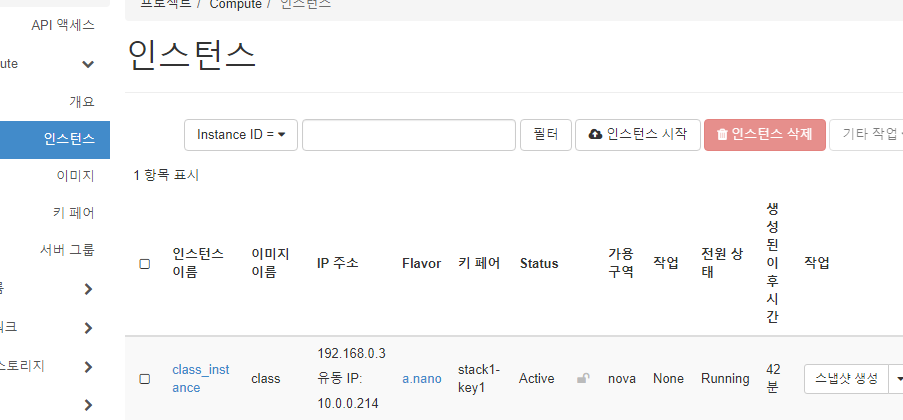 프로젝트 / Compute / 인스턴스
API 액세스
ute
개요
인스턴스
이미지
키 페어
서버 그룹
크
스토리지
인스턴스
Instance ID =
필터
인스턴스 시작
인스턴스 삭제
기타 작업
1 항목 표시
인스턴스
이름
이미지
이름
IP 주소
Flavor
키 페어
Status
가용
구역
작업
전원 상
태
생
성
된
이
후
시
간
작업
class_inst
ance
class
192.168.0.3
유동 IP:
10.0.0.214
a.nano
stack1-
key1
Active
nova
None
Running
42
분
스냅샷 생성